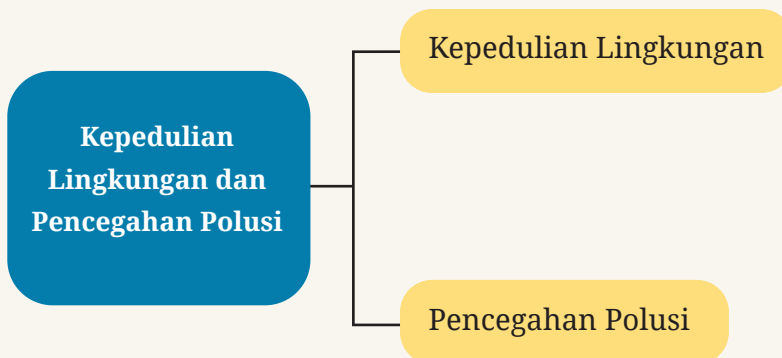 Kepedulian Lingkungan
Kepedulian
Lingkungan dan
Pencegahan Polusi
Pencegahan Polusi